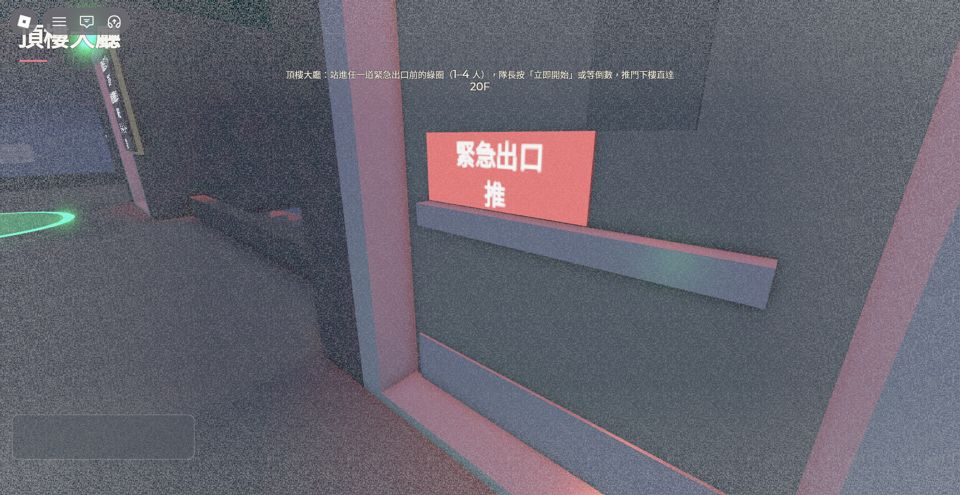 頂樓大廳
頂樓大廳：站進任一道緊急出口前的綠圈（1–4 人），隊長按「立即開始」或等倒數，推門下樓直達
20F
緊急出口
推